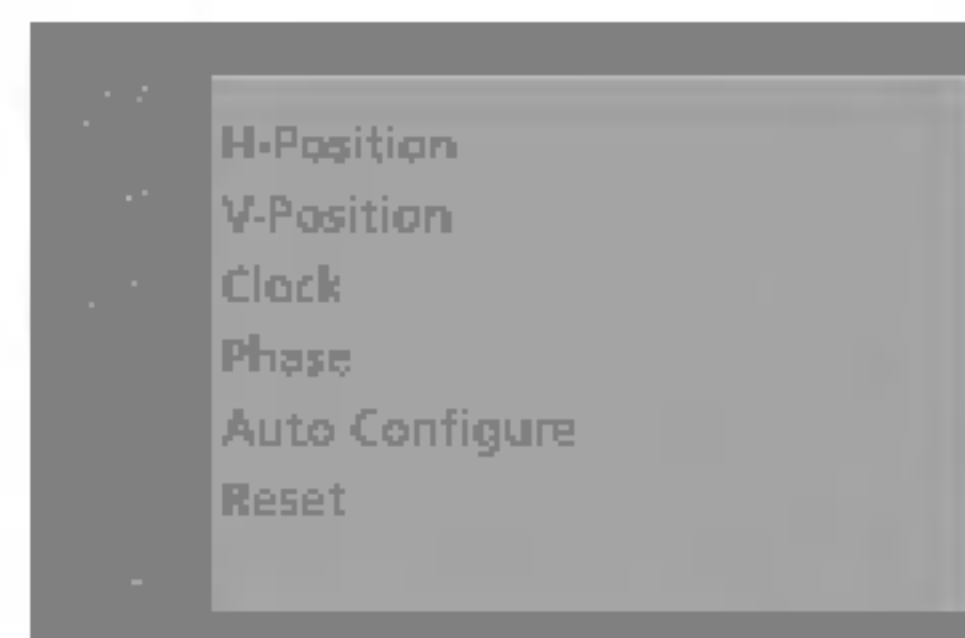 H-Position
V-Position
Clock
Phase
Auto Configure
Reset